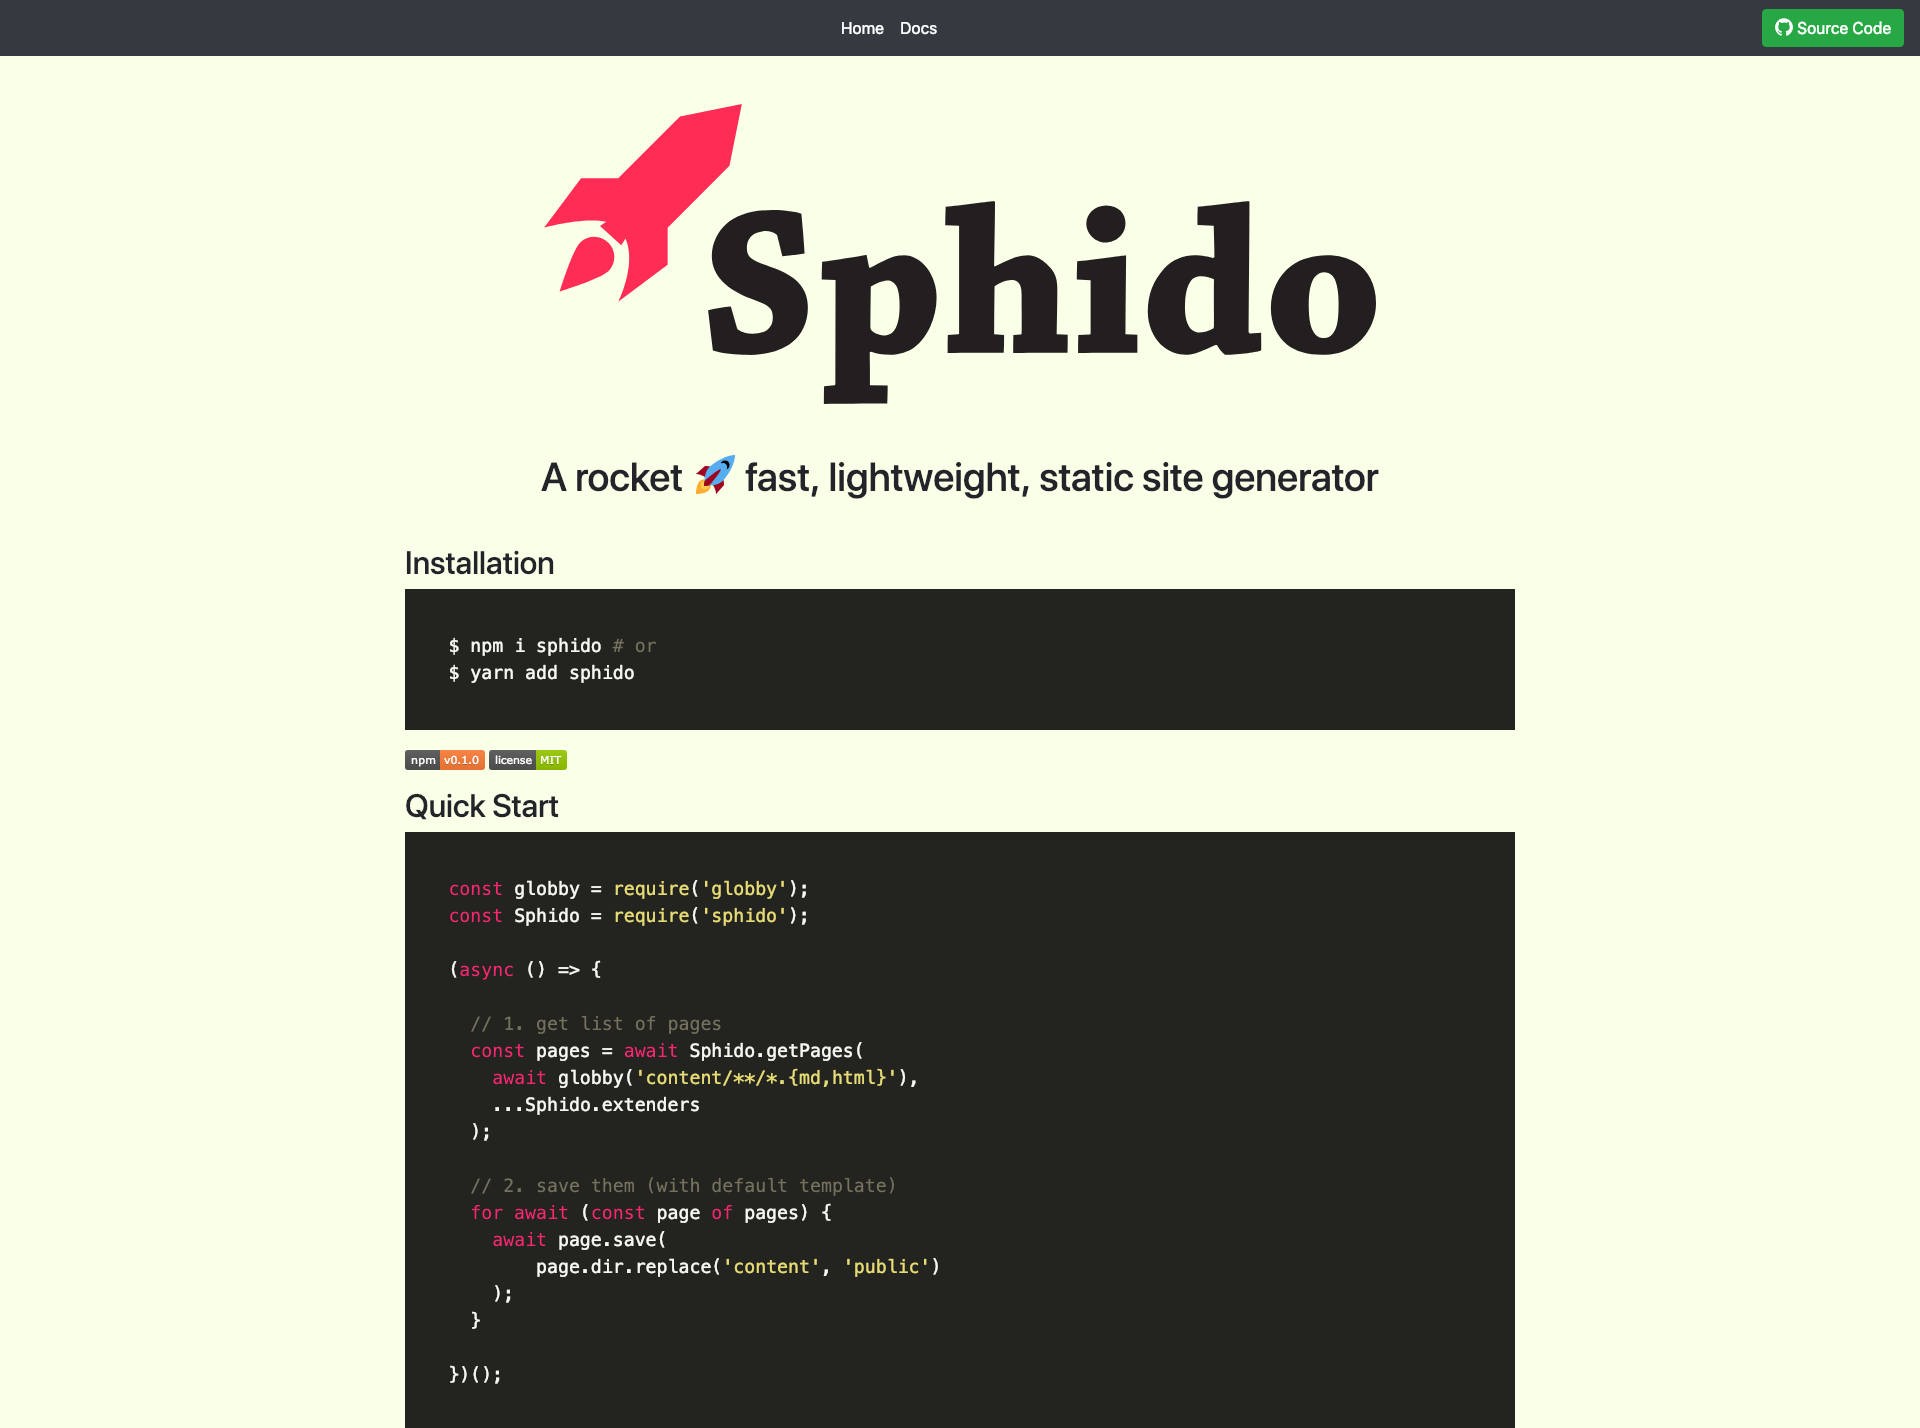 Home Docs
Source Code
Sphido
A rocket 🚀 fast, lightweight, static site generator
Installation
$ npm i sphido # or
$ yarn add sphido
npm v0.1.0 license MIT
Quick Start
const globby = require('globby');
const Sphido = require('sphido');
(async () => {
// 1. get list of pages
const pages = await Sphido.getPages(
await globby('content/**/*.{md,html}'),
...Sphido.extenders
);
// 2. save them (with default template)
for await (const page of pages) {
await page.save(
page.dir.replace('content', 'public')
);
}
})();